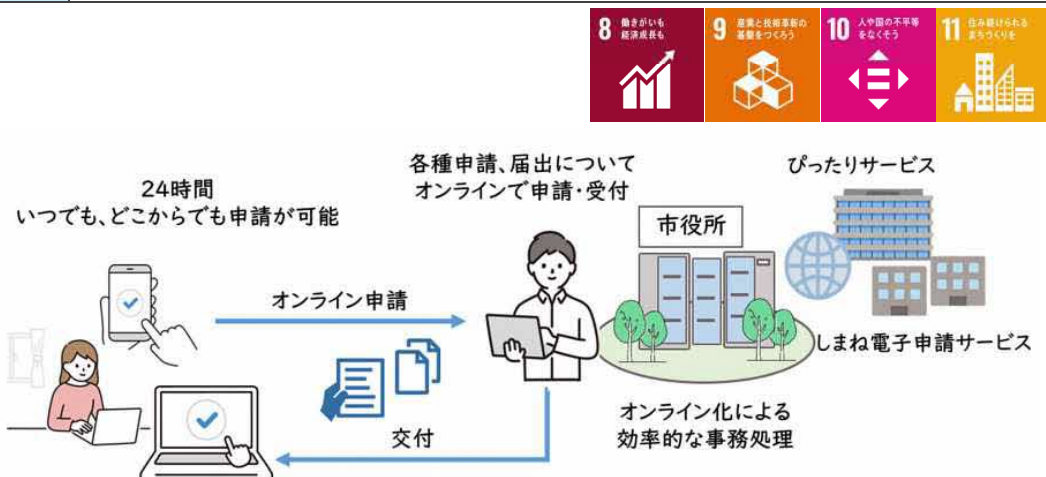 8 働きがいも
経済成長も
9 産業と技術革新の
基盤をつくろう
10 人や国の不平等
をなくそう
11 住み続けられる
まちづくりを
24時間
いつでも、どこからでも申請が可能
各種申請、届出について
オンラインで申請・受付
ぴったりサービス
市役所
オンライン申請
しまね電子申請サービス
交付
オンライン化による
効率的な事務処理